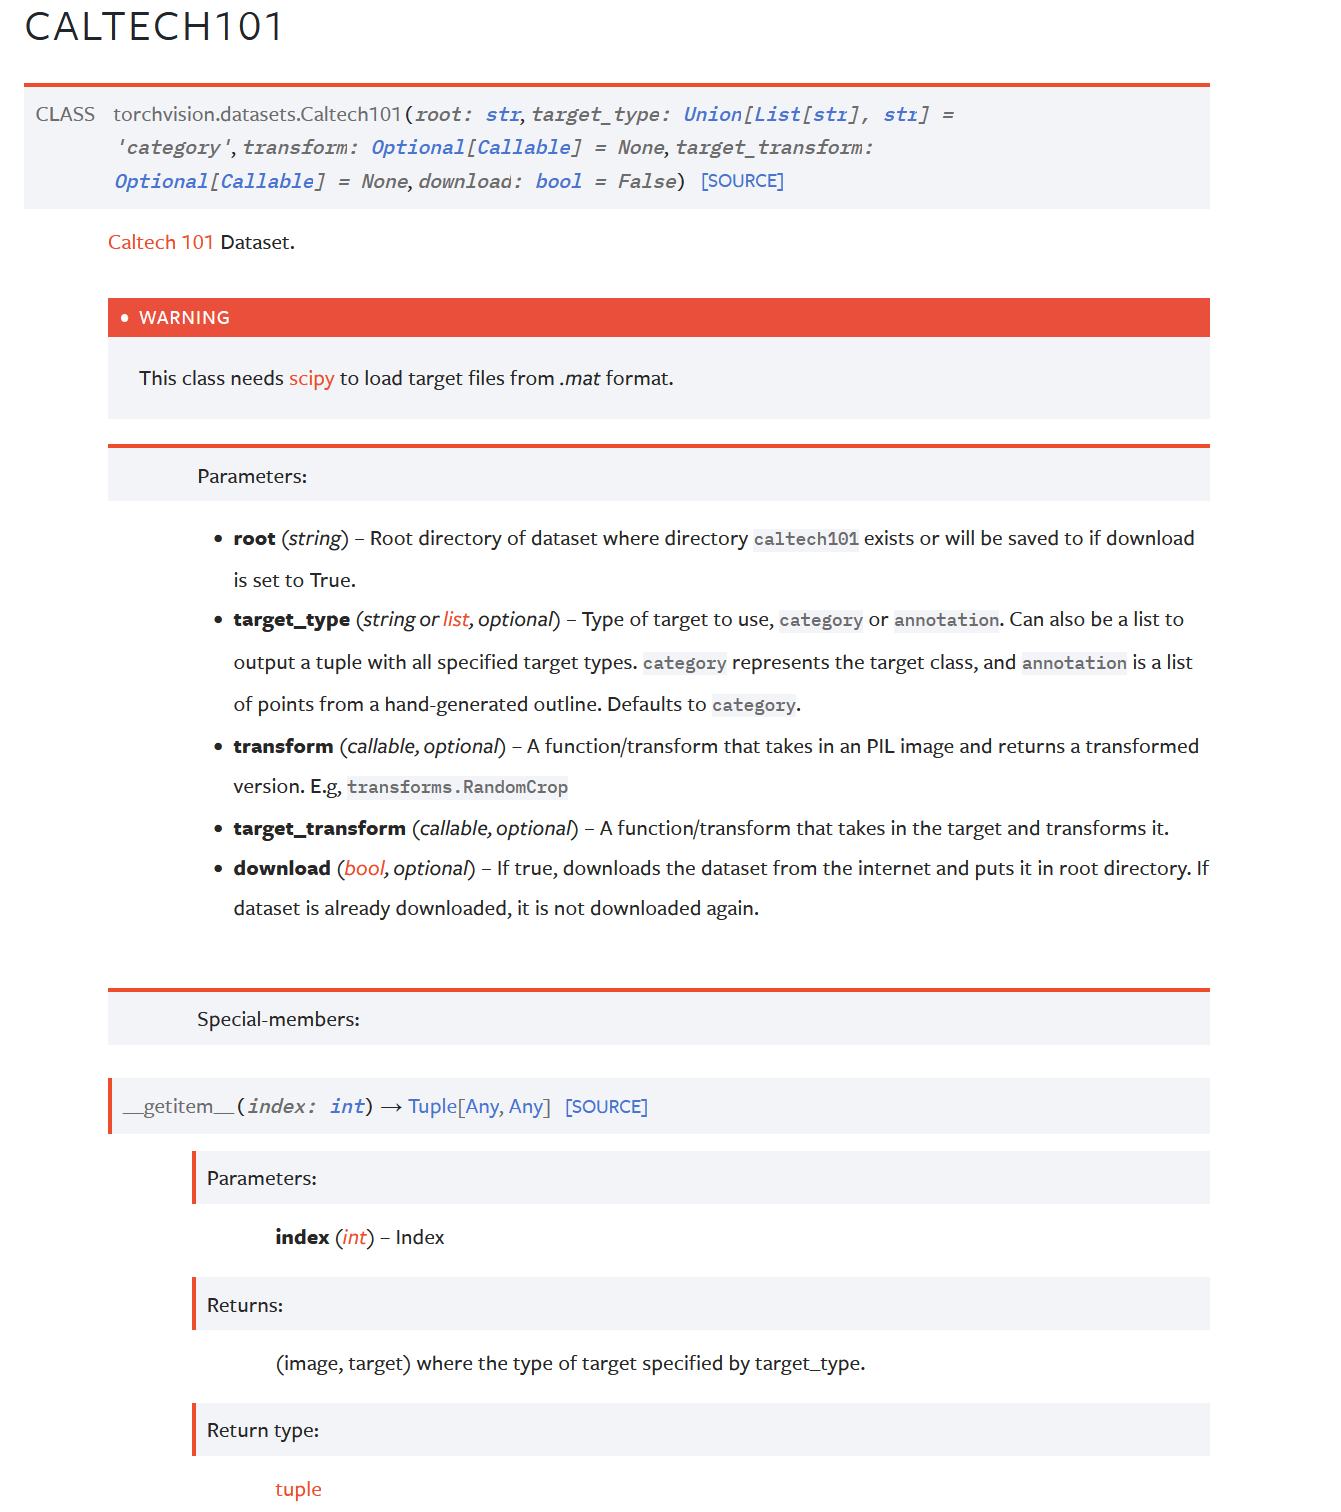 CALTECH101
CLASS torchvision.datasets.Caltech101(root: str, target_type: Union[List[str], str] =
'category', transform: Optional[Callable] = None, target_transform:
Optional[Callable] = None, download: bool = False) [SOURCE]
Caltech 101 Dataset.
• WARNING
This class needs scipy to load target files from .mat format.
Parameters:
• root (string) – Root directory of dataset where directory caltech101 exists or will be saved to if download
is set to True.
• target_type (string or list, optional) – Type of target to use, category or annotation. Can also be a list to
output a tuple with all specified target types. category represents the target class, and annotation is a list
of points from a hand-generated outline. Defaults to category.
• transform (callable, optional) – A function/transform that takes in an PIL image and returns a transformed
version. E.g, transforms.RandomCrop
• target_transform (callable, optional) – A function/transform that takes in the target and transforms it.
• download (bool, optional) – If true, downloads the dataset from the internet and puts it in root directory. If
dataset is already downloaded, it is not downloaded again.
Special-members:
__getitem__(index: int) → Tuple[Any, Any] [SOURCE]
Parameters:
index (int) – Index
Returns:
(image, target) where the type of target specified by target_type.
Return type:
tuple